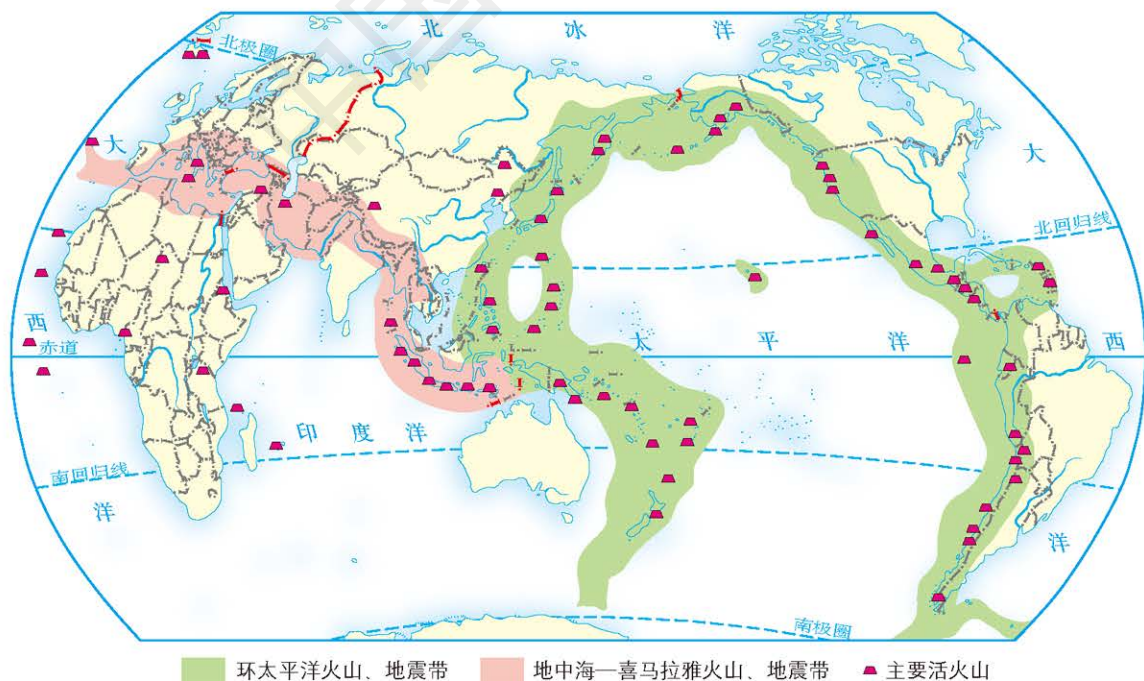 中国
北冰洋
北极圈
大
大
北回归线
西
赤道
太平洋
西
印度洋
南回归线
洋
洋
南极圈
环太平洋火山、地震带
地中海—喜马拉雅火山、地震带
主要活火山